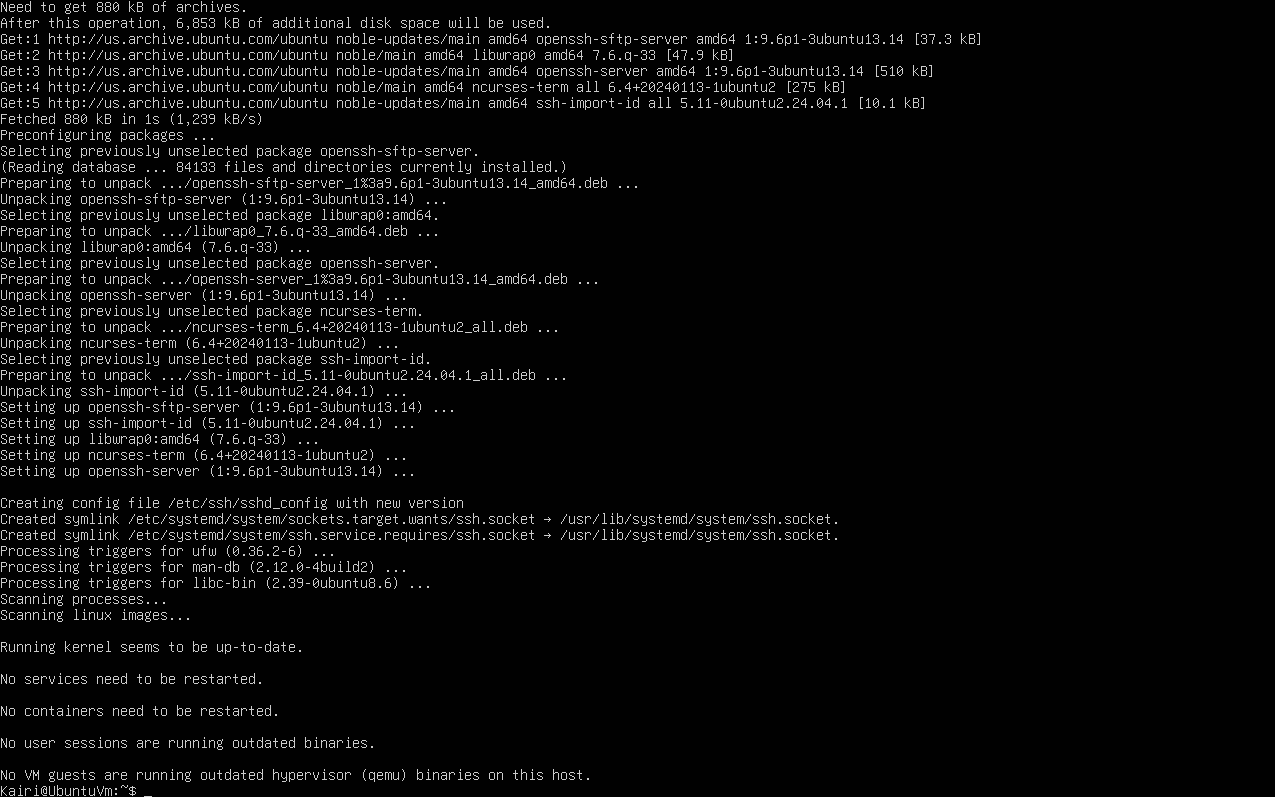 Need to get 880 kB of archives.
After this operation, 6,853 kB of additional disk space will be used.
Get:1 http://us.archive.ubuntu.com/ubuntu noble-updates/main amd64 openssh-sftp-server amd64 1:9.6p1-3ubuntu13.14 [37.3 kB]
Get:2 http://us.archive.ubuntu.com/ubuntu noble/main amd64 libwrap0 amd64 7.6.q-33 [47.9 kB]
Get:3 http://us.archive.ubuntu.com/ubuntu noble-updates/main amd64 openssh-server amd64 1:9.6p1-3ubuntu13.14 [510 kB]
Get:4 http://us.archive.ubuntu.com/ubuntu noble/main amd64 ncurses-term all 6.4+20240113-1ubuntu2 [275 kB]
Get:5 http://us.archive.ubuntu.com/ubuntu noble-updates/main amd64 ssh-import-id all 5.11-0ubuntu2.24.04.1 [10.1 kB]
Fetched 880 kB in 1s (1,239 kB/s)
Preconfiguring packages ...
Selecting previously unselected package openssh-sftp-server.
(Reading database ... 84133 files and directories currently installed.)
Preparing to unpack .../openssh-sftp-server_1%3a9.6p1-3ubuntu13.14_amd64.deb ...
Unpacking openssh-sftp-server (1:9.6p1-3ubuntu13.14) ...
Selecting previously unselected package libwrap0:amd64.
Preparing to unpack .../libwrap0_7.6.q-33_amd64.deb ...
Unpacking libwrap0:amd64 (7.6.q-33) ...
Selecting previously unselected package openssh-server.
Preparing to unpack .../openssh-server_1%3a9.6p1-3ubuntu13.14_amd64.deb ...
Unpacking openssh-server (1:9.6p1-3ubuntu13.14) ...
Selecting previously unselected package ncurses-term.
Preparing to unpack .../ncurses-term_6.4+20240113-1ubuntu2_all.deb ...
Unpacking ncurses-term (6.4+20240113-1ubuntu2) ...
Selecting previously unselected package ssh-import-id.
Preparing to unpack .../ssh-import-id_5.11-0ubuntu2.24.04.1_all.deb ...
Unpacking ssh-import-id (5.11-0ubuntu2.24.04.1) ...
Setting up openssh-sftp-server (1:9.6p1-3ubuntu13.14) ...
Setting up ssh-import-id (5.11-0ubuntu2.24.04.1) ...
Setting up libwrap0:amd64 (7.6.q-33) ...
Setting up ncurses-term (6.4+20240113-1ubuntu2) ...
Setting up openssh-server (1:9.6p1-3ubuntu13.14) ...

Creating config file /etc/ssh/sshd_config with new version
Created symlink /etc/systemd/system/sockets.target.wants/ssh.socket → /usr/lib/systemd/system/ssh.socket.
Created symlink /etc/systemd/system/ssh.service.requires/ssh.socket → /usr/lib/systemd/system/ssh.socket.
Processing triggers for ufw (0.36.2-6) ...
Processing triggers for man-db (2.12.0-4build2) ...
Processing triggers for libc-bin (2.39-0ubuntu8.6) ...
Scanning processes...
Scanning linux images...

Running kernel seems to be up-to-date.

No services need to be restarted.

No containers need to be restarted.

No user sessions are running outdated binaries.

No VM guests are running outdated hypervisor (qemu) binaries on this host.
Kairi@UbuntuVm:~$ _